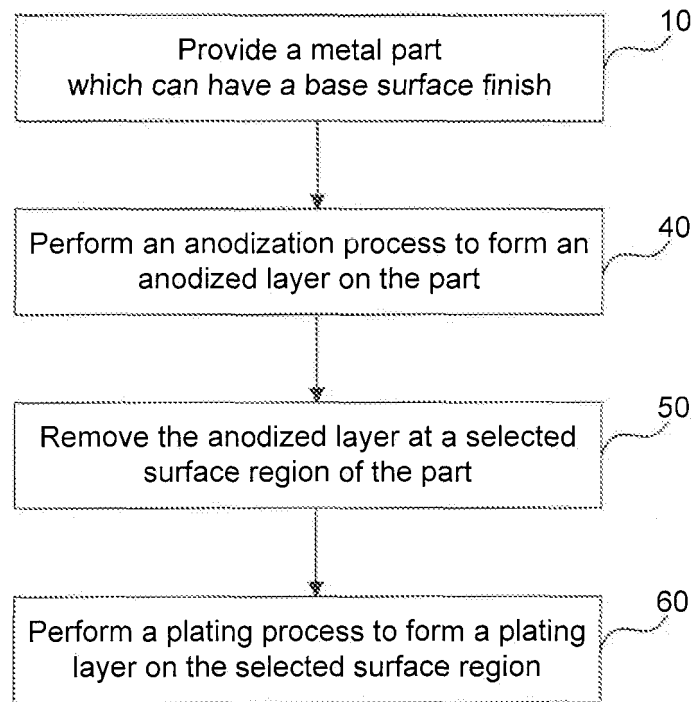 10
Provide a metal part
which can have a base surface finish
40
Perform an anodization process to form an
anodized layer on the part
50
Remove the anodized layer at a selected
surface region of the part
60
Perform a plating process to form a plating
layer on the selected surface region